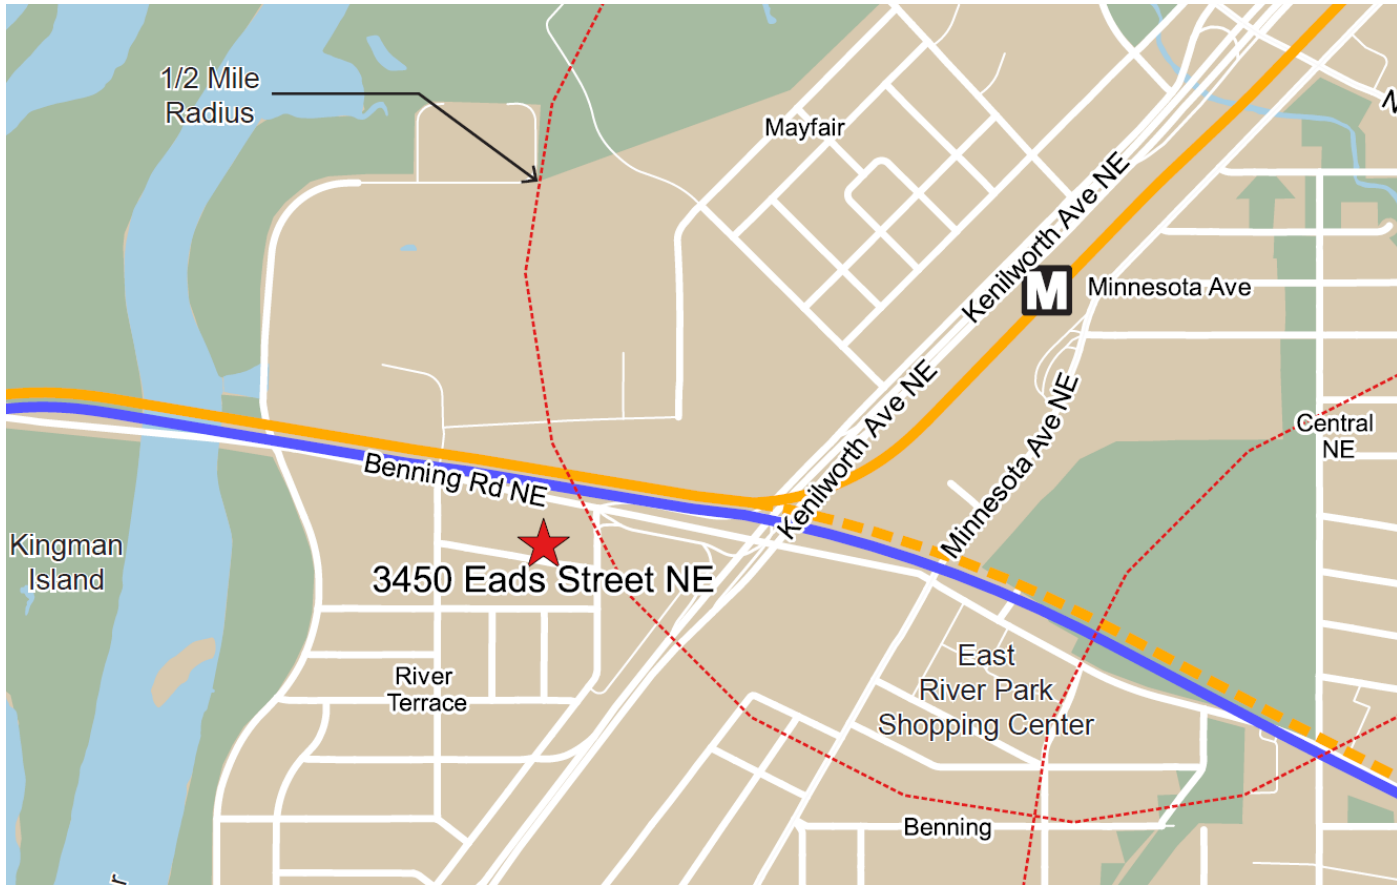 1/2 Mile
Radius
Mayfair
N
Kenilworth Ave NE
M
Minnesota Ave
Kenilworth Ave NE
Minnesota Ave NE
Central
NE
Benning Rd NE
Kingman
Island
3450 Eads Street NE
East
River Park
Shopping Center
River
Terrace
Benning
r